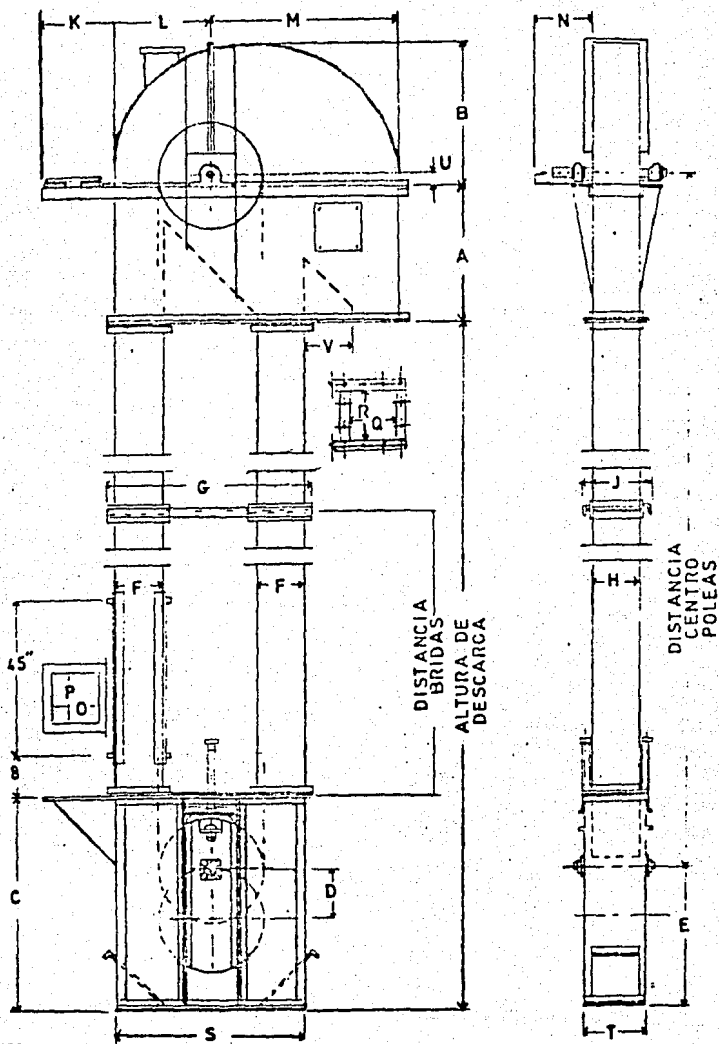 K
L
M
N
B
U
A
V
R
Q
G
J
F
F
H
45"
P
O
8
DISTANCIA
BRIDAS
ALTURA DE
DESCARGA
DISTANCIA
CENTRO
POLEAS
C
D
E
S
T